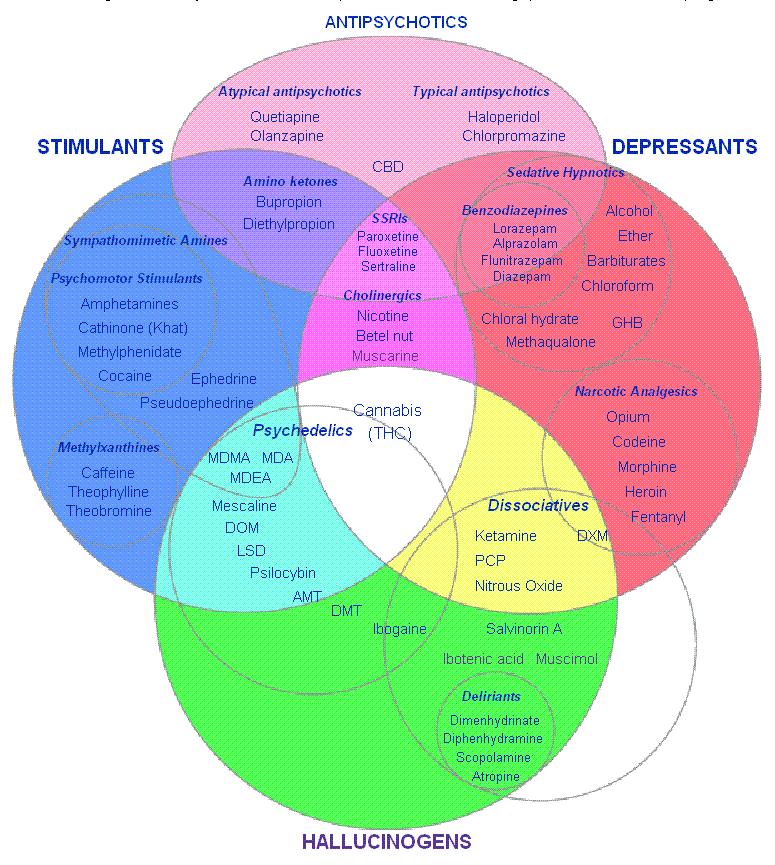 ANTIPSYCHOTICS
Atypical antipsychotics
Typical antipsychotics
Quetiapine
Haloperidol
Olanzapine
Chlorpromazine
STIMULANTS
DEPRESSANTS
CBD
Sedative Hypnotics
Amino ketones
Bupropion
Diethylpropion
SSRIs
Paroxetine
Fluoxetine
Sertraline
Benzodiazepines
Lorazepam
Alprazolam
Flunitrazepam
Diazepam
Alcohol
Ether
Barbiturates
Chloroform
Sympathomimetic Amines
Psychomotor Stimulants
Amphetamines
Cathinone (Khat)
Methylphenidate
Cocaine
Ephedrine
Pseudoephedrine
Cholinergics
Nicotine
Betel nut
Muscarine
Chloral hydrate
GHB
Methaqualone
Narcotic Analgesics
Opium
Codeine
Morphine
Heroin
Fentanyl
Cannabis
(THC)
Psychedelics
MDMA MDA
MDEA
Mescaline
DOM
LSD
Psilocybin
AMT
DMT
Methylxanthines
Caffeine
Theophylline
Theobromine
Dissociatives
Ketamine
DXM
PCP
Nitrous Oxide
Ibogaine
Salvinorin A
Ibotenic acid Muscimol
Deliriants
Dimenhydrinate
Diphenhydramine
Scopolamine
Atropine
HALLUCINOGENS